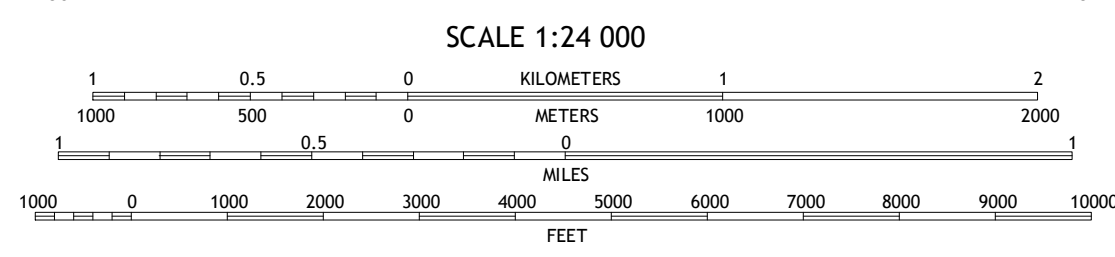 SCALE 1:24 000
1 0.5 0 KILOMETERS 1 2
1000 500 0 METERS 1000 2000
1 0.5 0 1
MILES
1000 0 1000 2000 3000 4000 5000 6000 7000 8000 9000 10000
FEET